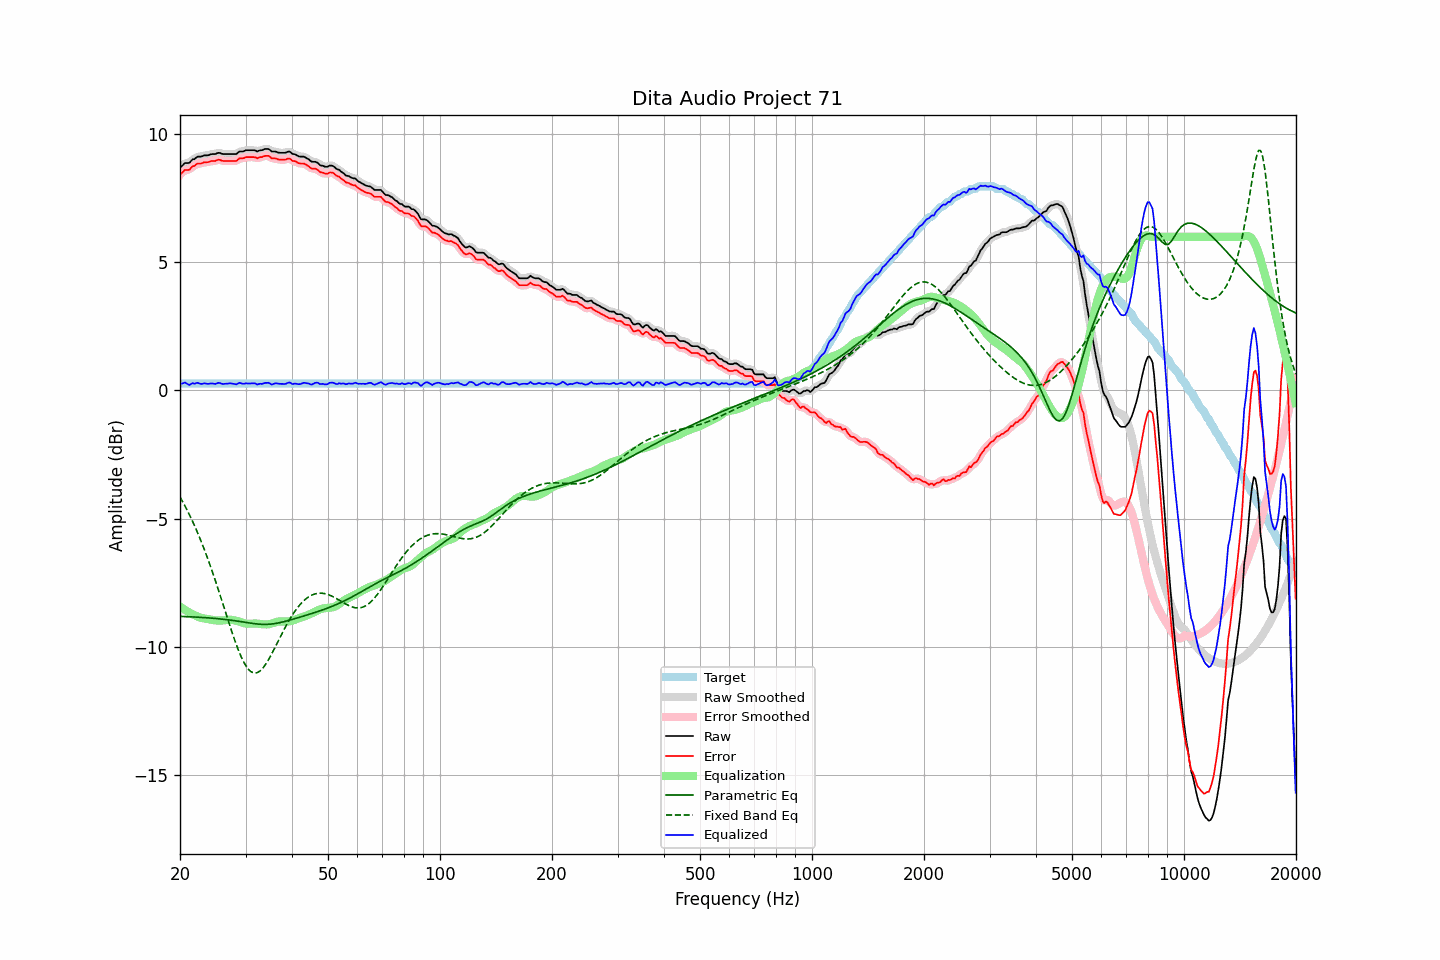 Dita Audio Project 71
10
5
0
−5
−10
−15
Amplitude (dBr)
Target
Raw Smoothed
Error Smoothed
Raw
Error
Equalization
Parametric Eq
Fixed Band Eq
Equalized
20 50 100 200 500 1000 2000 5000 10000 20000
Frequency (Hz)